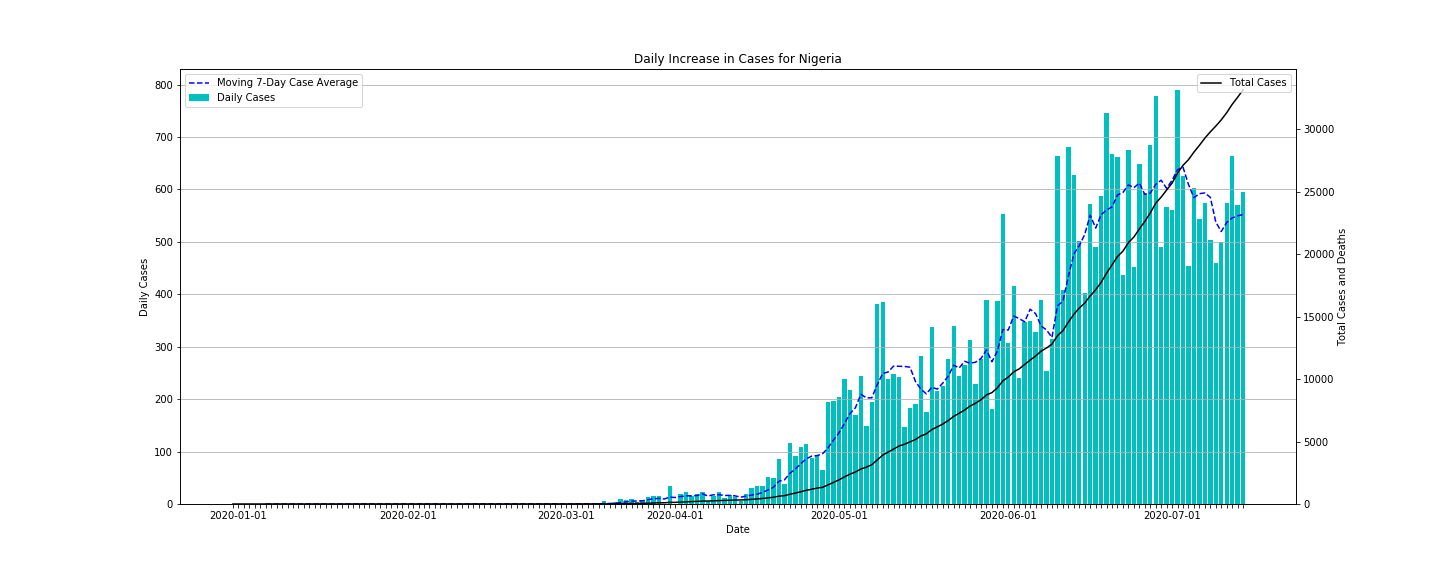 Daily Increase in Cases for Nigeria
Moving 7-Day Case Average
Daily Cases
Total Cases
800
700
600
500
400
300
200
100
0
Daily Cases
30000
25000
20000
15000
10000
5000
0
Total Cases and Deaths
2020-01-01 2020-02-01 2020-03-01 2020-04-01 2020-05-01 2020-06-01 2020-07-01
Date